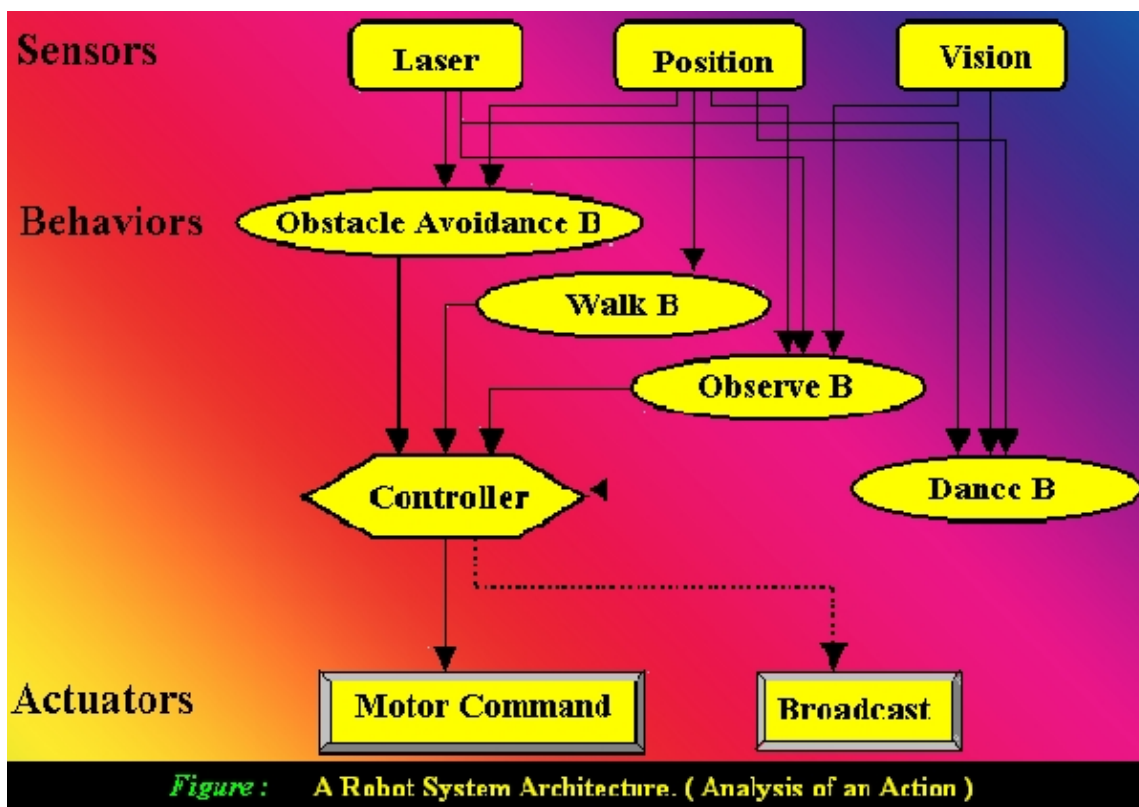 Sensors
Laser
Position
Vision
Behaviors
Obstacle Avoidance B
Walk B
Observe B
Controller
Dance B
Actuators
Motor Command
Broadcast
Figure : A Robot System Architecture. ( Analysis of an Action )